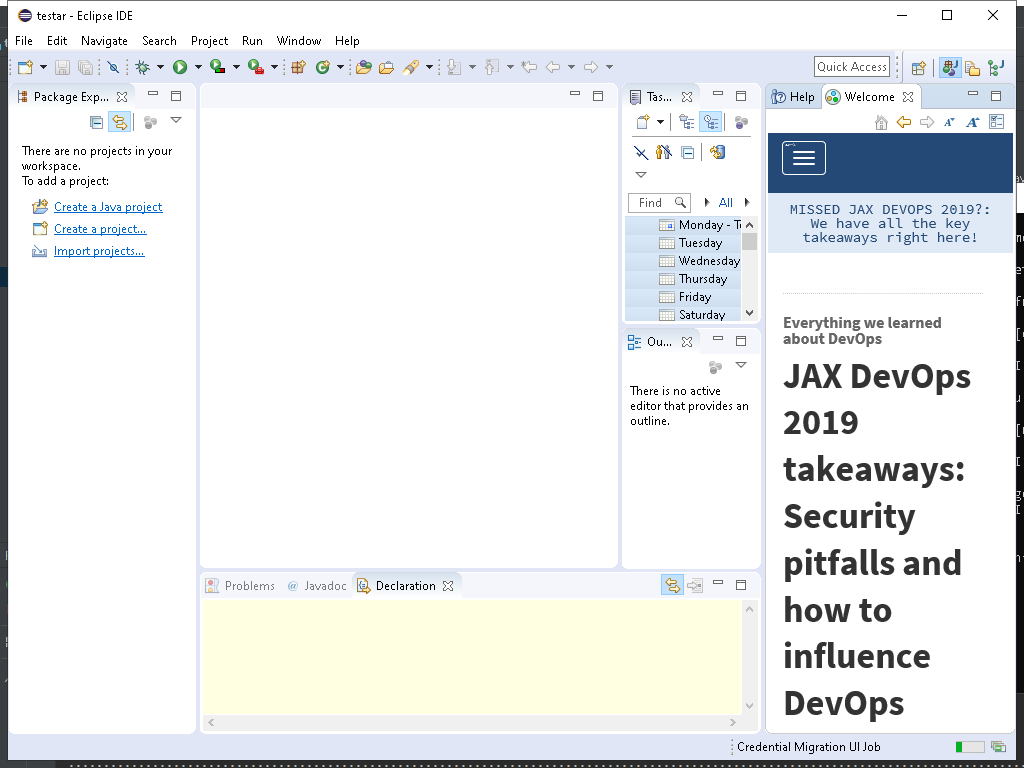 testar - Eclipse IDE
File Edit Navigate Search Project Run Window Help
Quick Access
Package Exp...
There are no projects in your
workspace.
To add a project:
Create a Java project
Create a project...
Import projects...
Tas...
Find
All
Monday - T
Tuesday
Wednesday
Thursday
Friday
Saturday
Ou...
There is no active
editor that provides an
outline.
Problems
@ Javadoc
Declaration
Help
Welcome
MISSED JAX DEVOPS 2019?:
We have all the key
takeaways right here!
Everything we learned
about DevOps
JAX DevOps
2019
takeaways:
Security
pitfalls and
how to
influence
DevOps
Credential Migration UI Job